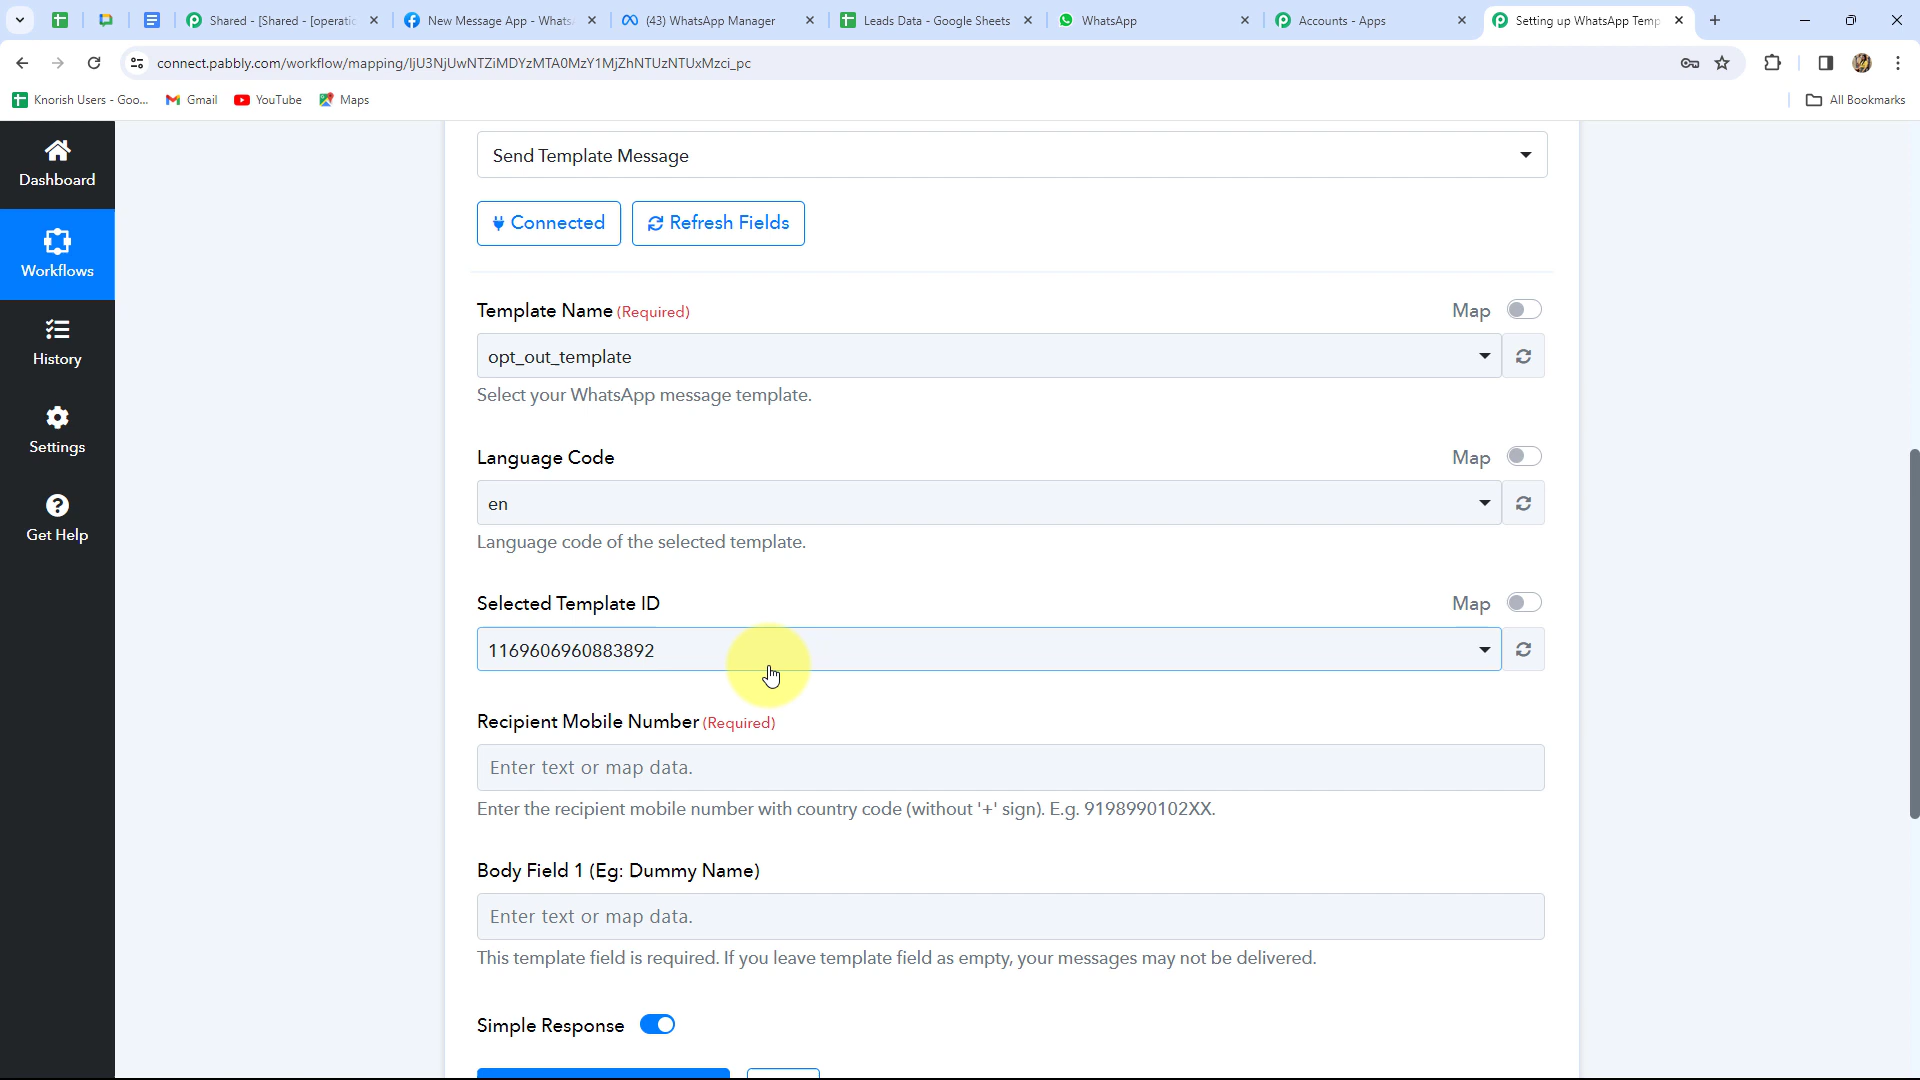 Shared - [Shared - [operatic
New Message App - Whats
(43) WhatsApp Manager
Leads Data - Google Sheets
WhatsApp
Accounts - Apps
Setting up WhatsApp Temp
connect.pabbly.com/workflow/mapping/IjU3NjUwNTZiMDYzMTA0MzY1MjZhNTUzNTUxMzci_pc
Knorish Users - Goo...
Gmail
YouTube
Maps
All Bookmarks
Dashboard
Workflows
History
Settings
Get Help
Send Template Message
Connected
Refresh Fields
Template Name (Required)
Map
opt_out_template
Select your WhatsApp message template.
Language Code
Map
en
Language code of the selected template.
Selected Template ID
Map
1169606960883892
Recipient Mobile Number (Required)
Enter text or map data.
Enter the recipient mobile number with country code (without '+' sign). E.g. 9198990102XX.
Body Field 1 (Eg: Dummy Name)
Enter text or map data.
This template field is required. If you leave template field as empty, your messages may not be delivered.
Simple Response